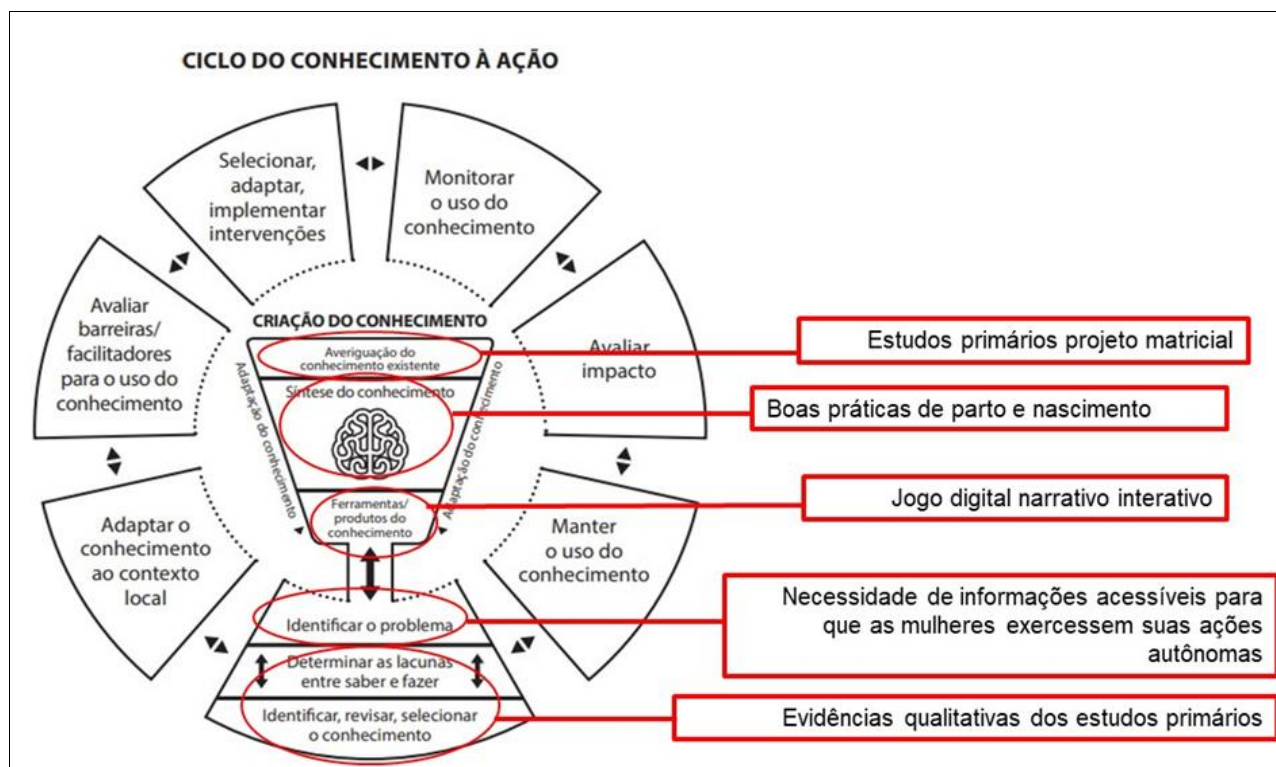 CICLO DO CONHECIMENTO À AÇÃO
Selecionar,
adaptar,
implementar
intervenções
Monitorar
o uso do
conhecimento
Avaliar
barreiras/
facilitadores
para o uso do
conhecimento
CRIAÇÃO DO CONHECIMENTO
Averiguação do
conhecimento existente
Síntese do conhecimento
Adaptação do conhecimento
Adaptação do conhecimento
Ferramentas/
produtos do
conhecimento
Avaliar
impacto
Adaptar o
conhecimento
ao contexto
local
Manter
o uso do
conhecimento
Identificar o problema
Determinar as lacunas
entre saber e fazer
Identificar, revisar, selecionar
o conhecimento
Estudos primários projeto matricial
Boas práticas de parto e nascimento
Jogo digital narrativo interativo
Necessidade de informações acessíveis para
que as mulheres exercessem suas ações
autônomas
Evidências qualitativas dos estudos primários